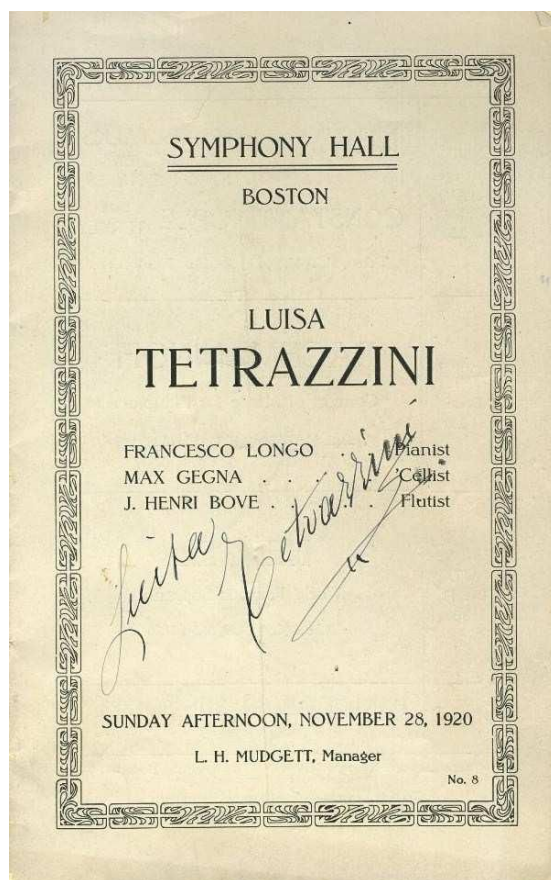 SYMPHONY HALL
BOSTON
LUISA
TETRAZZINI
FRANCESCO LONGO . . Pianist
MAX GEGNA . . . . 'Cellist
J. HENRI BOVE . . . . Flutist
Luisa Tetrazzini
SUNDAY AFTERNOON, NOVEMBER 28, 1920
L. H. MUDGETT, Manager
No. 8